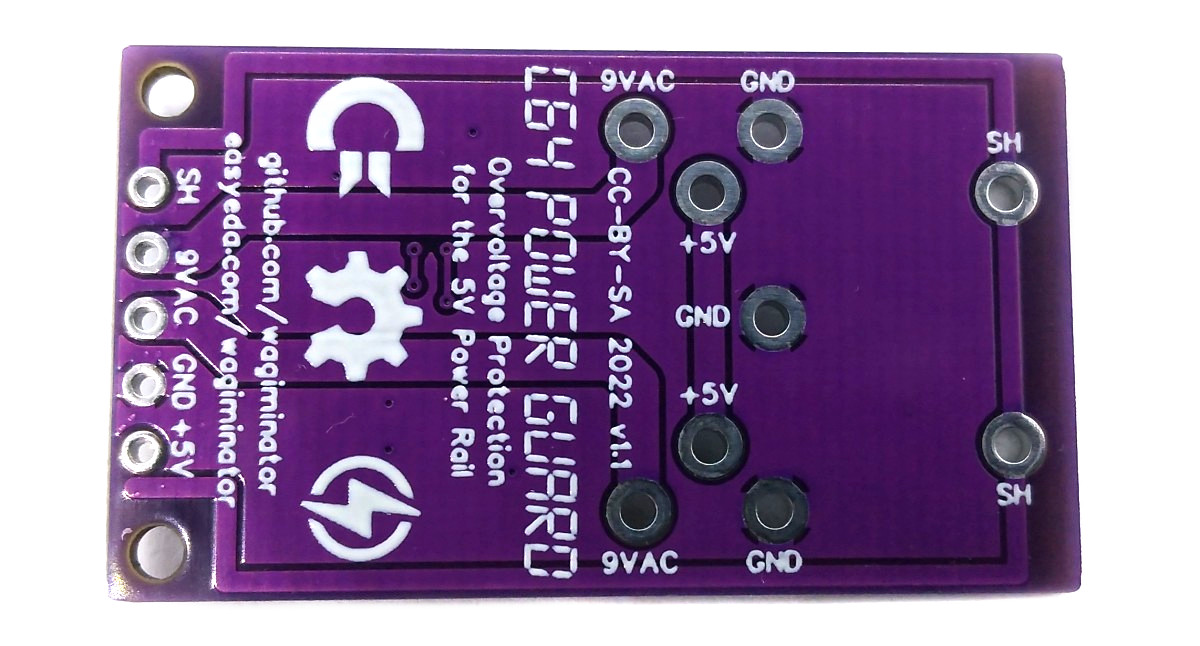 9VAC
GND
SH
+5V
GND
+5V
9VAC
GND
SH
C64 POWER GUARD
Overvoltage Protection
for the 5V Power Rail
CC-BY-SA 2022 v1.1
github.com/wagiminator
easyeda.com/wagiminator
SH
9VAC
GND
+5V